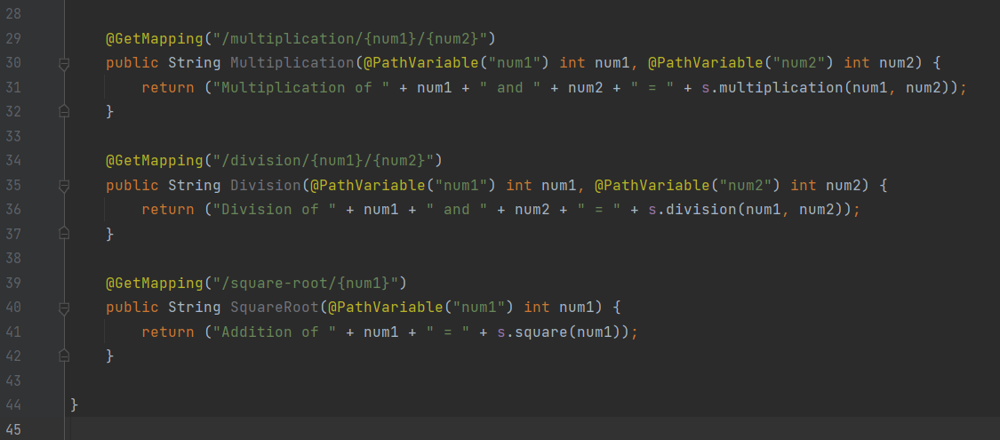 28
29 @GetMapping("/multiplication/{num1}/{num2}")
30 public String Multiplication(@PathVariable("num1") int num1, @PathVariable("num2") int num2) {
31 return ("Multiplication of " + num1 + " and " + num2 + " = " + s.multiplication(num1, num2));
32 }
33
34 @GetMapping("/division/{num1}/{num2}")
35 public String Division(@PathVariable("num1") int num1, @PathVariable("num2") int num2) {
36 return ("Division of " + num1 + " and " + num2 + " = " + s.division(num1, num2));
37 }
38
39 @GetMapping("/square-root/{num1}")
40 public String SquareRoot(@PathVariable("num1") int num1) {
41 return ("Addition of " + num1 + " = " + s.square(num1));
42 }
43
44 }
45